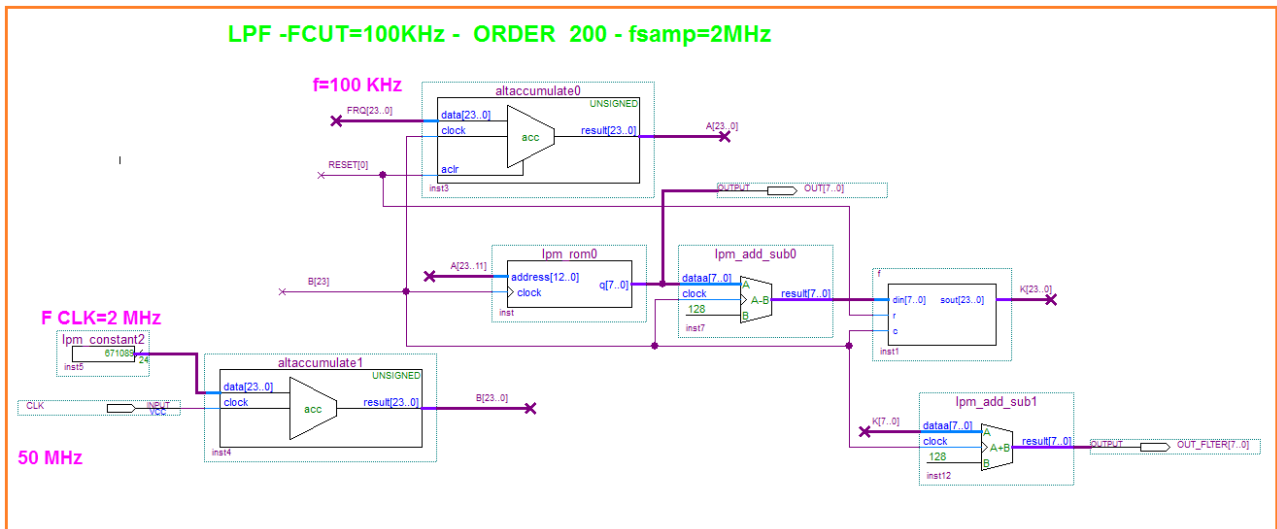 LPF -FCUT=100KHz - ORDER 200 - fsamp=2MHz
f=100 KHz
altaccumulate0
UNSIGNED
FRQ[23..0]
data[23..0]
clock
acc
result[23..0]
A[23..0]
RESET[0]
aclr
inst3
OUTPUT
OUT[7..0]
lpm_rom0
A[23..11]
address[12..0]
q[7..0]
clock
inst
lpm_add_sub0
dataa[7..0]
A
clock
A-B
result[7..0]
128
B
inst7
f
din[7..0]
sout[23..0]
r
c
inst1
K[23..0]
B[23]
F CLK=2 MHz
lpm_constant2
671089
24
inst5
altaccumulate1
UNSIGNED
data[23..0]
clock
acc
result[23..0]
B[23..0]
inst4
CLK
INPUT
VCC
50 MHz
lpm_add_sub1
K[7..0]
dataa[7..0]
A
clock
A+B
result[7..0]
128
B
inst12
OUTPUT
OUT_FLTER[7..0]